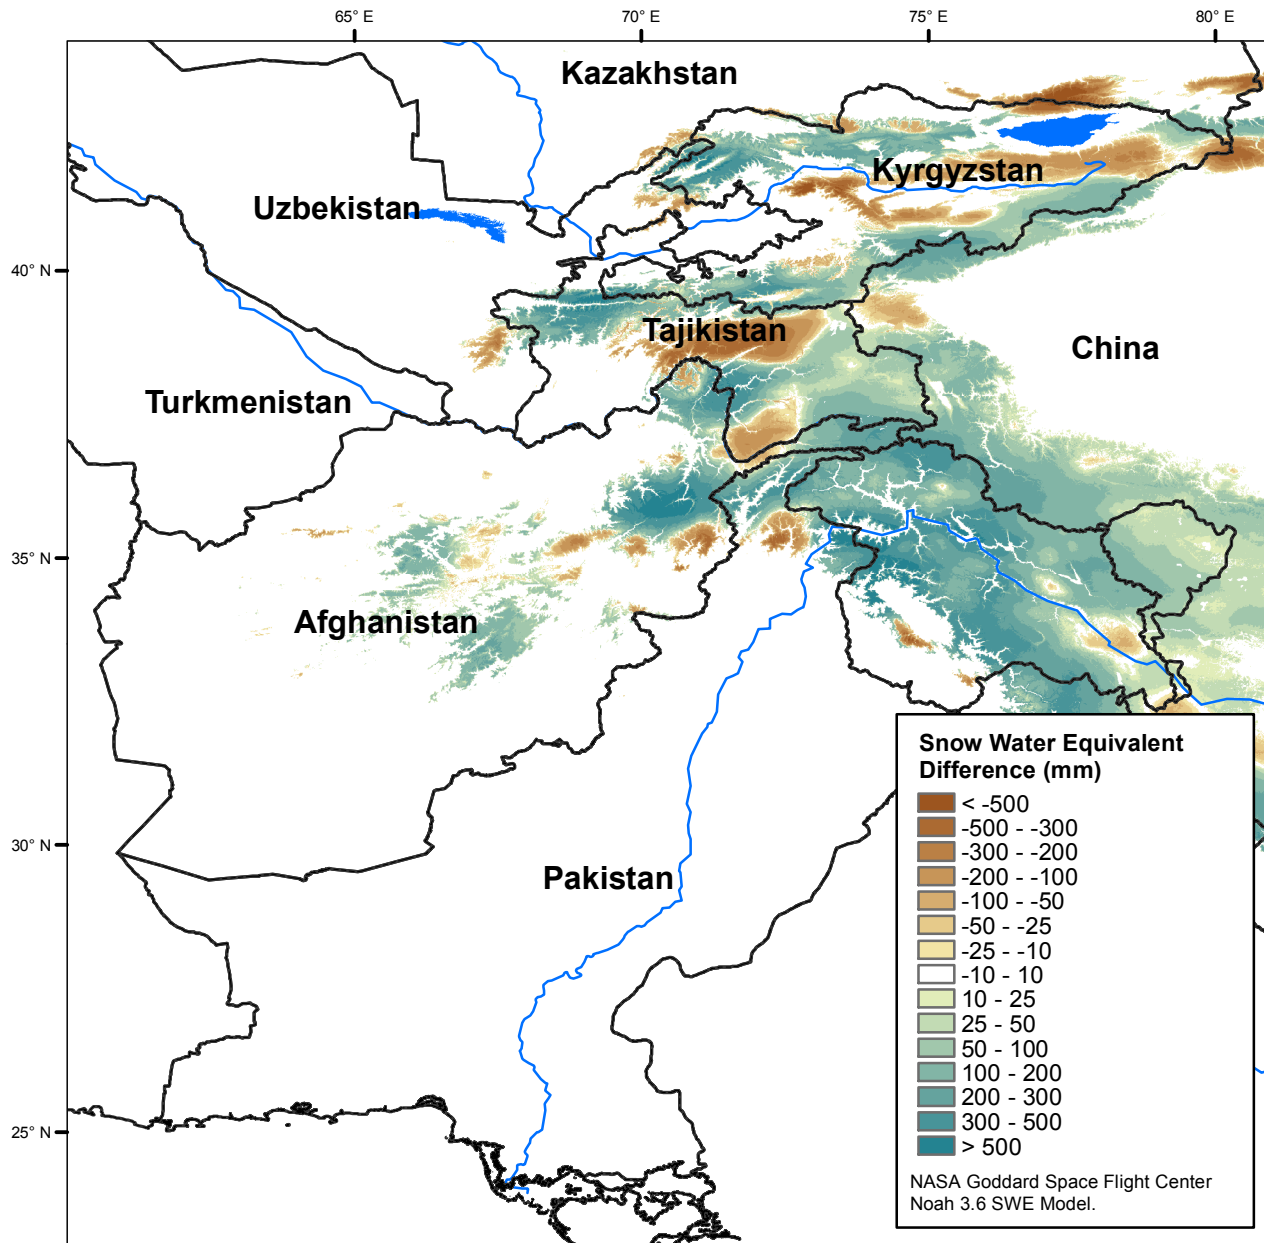 65° E
70° E
75° E
80° E
Kazakhstan
Kyrgyzstan
Uzbekistan
40° N
Tajikistan
China
Turkmenistan
35° N
Afghanistan
30° N
Pakistan
25° N
Snow Water Equivalent
Difference (mm)
< -500
-500 - -300
-300 - -200
-200 - -100
-100 - -50
-50 - -25
-25 - -10
-10 - 10
10 - 25
25 - 50
50 - 100
100 - 200
200 - 300
300 - 500
> 500
NASA Goddard Space Flight Center
Noah 3.6 SWE Model.